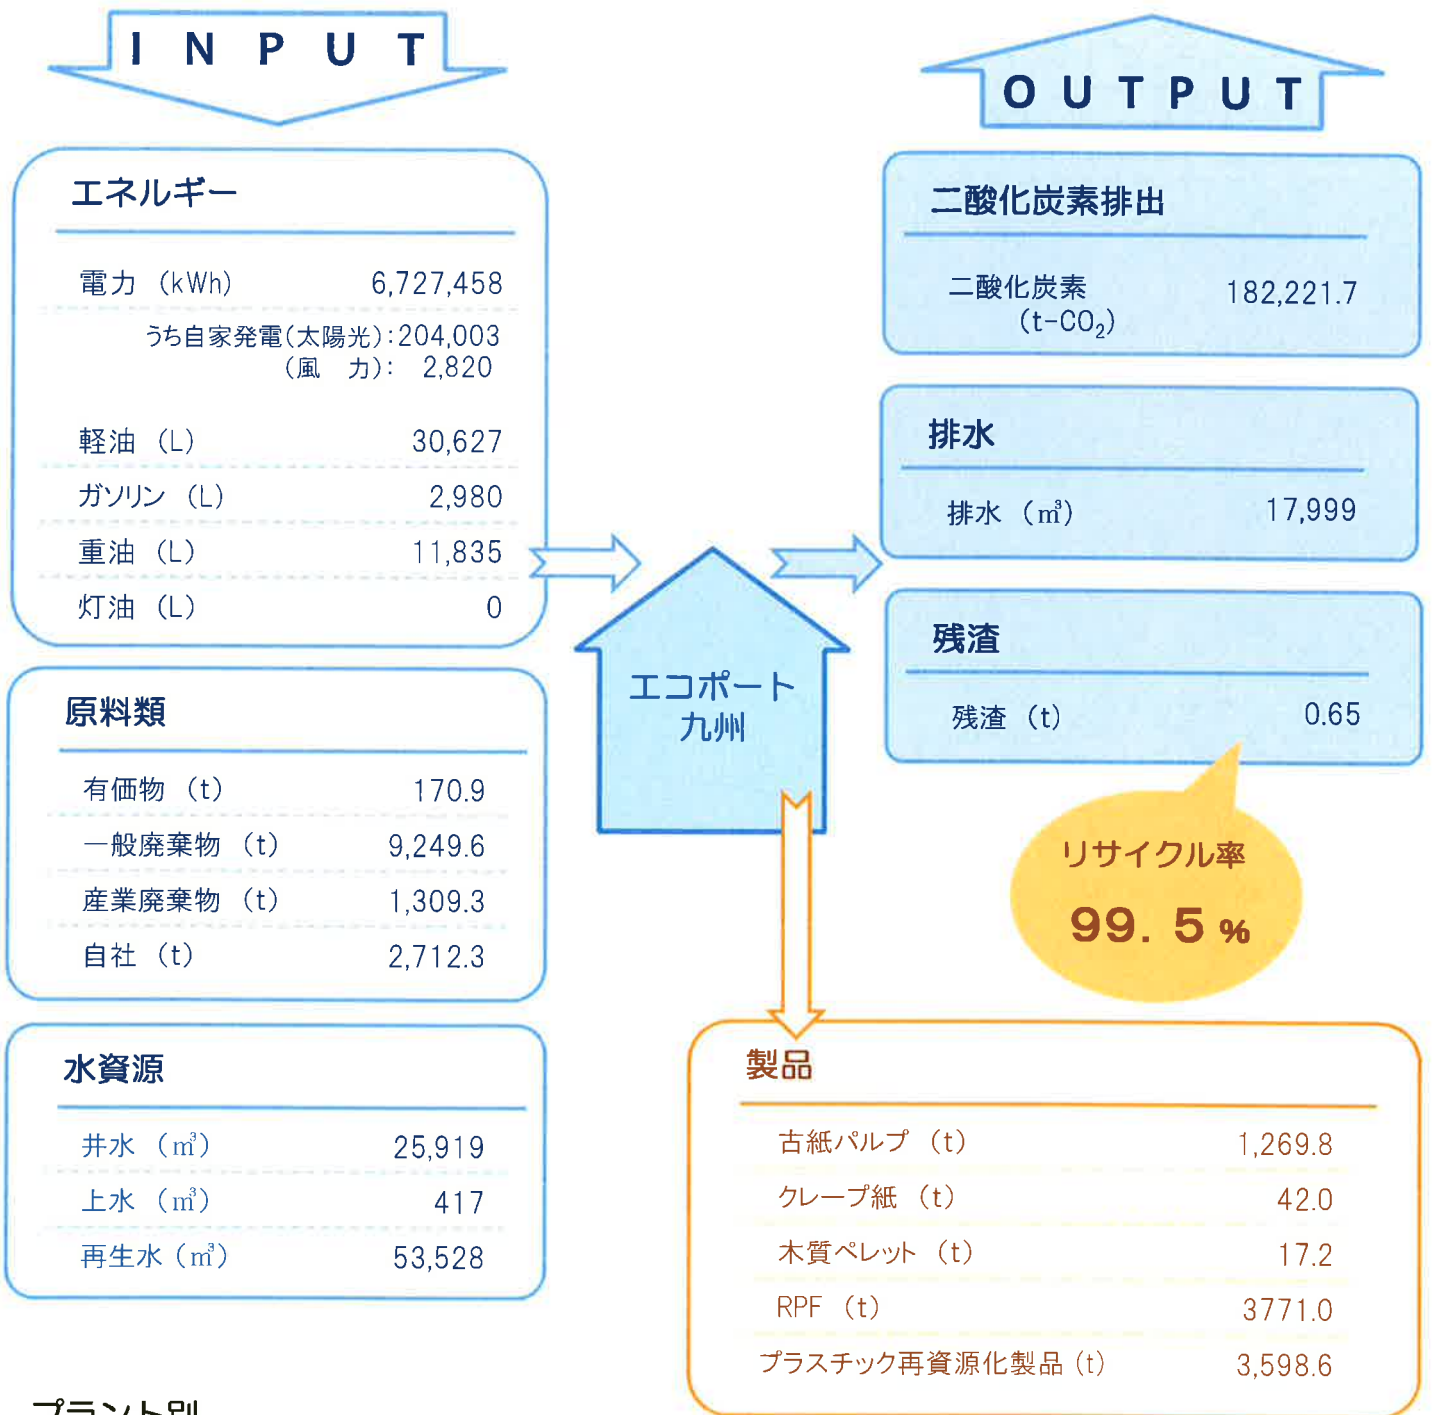 INPUT
エネルギー
電力 (kWh) 6,727,458
うち自家発電(太陽光):204,003
(風 力): 2,820
軽油 (L) 30,627
ガソリン (L) 2,980
重油 (L) 11,835
灯油 (L) 0
原料類
有価物 (t) 170.9
一般廃棄物 (t) 9,249.6
産業廃棄物 (t) 1,309.3
自社 (t) 2,712.3
水資源
井水 (㎥) 25,919
上水 (㎥) 417
再生水(㎥) 53,528
エコポート
九州
OUTPUT
二酸化炭素排出
二酸化炭素 182,221.7
(t-CO₂)
排水
排水 (㎥) 17,999
残渣
残渣 (t) 0.65
リサイクル率
99.5%
製品
古紙パルプ (t) 1,269.8
クレープ紙 (t) 42.0
木質ペレット (t) 17.2
RPF (t) 3771.0
プラスチック再資源化製品(t) 3,598.6
プラント別